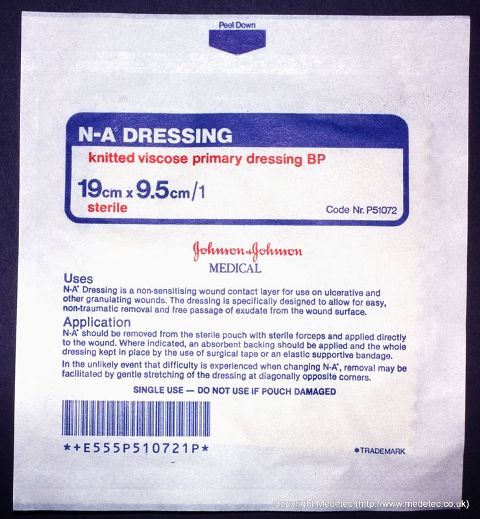 Peel Down
N-A* DRESSING
knitted viscose primary dressing BP
19cm x 9.5cm/1
sterile
Code Nr. P51072
Johnson & Johnson
MEDICAL
Uses
N-A* Dressing is a non-sensitising wound contact layer for use on ulcerative and
other granulating wounds. The dressing is specifically designed to allow for easy,
non-traumatic removal and free passage of exudate from the wound surface.
Application
N-A* should be removed from the sterile pouch with sterile forceps and applied directly
to the wound. Where indicated, an absorbent backing should be applied and the whole
dressing kept in place by the use of surgical tape or an elastic supportive bandage.
In the unlikely event that difficulty is experienced when changing N-A*, removal may be
facilitated by gentle stretching of the dressing at diagonally opposite corners.
SINGLE USE — DO NOT USE IF POUCH DAMAGED
*+E555P510721P*
*TRADEMARK
Copyright Medetec (http://www.medetec.co.uk)